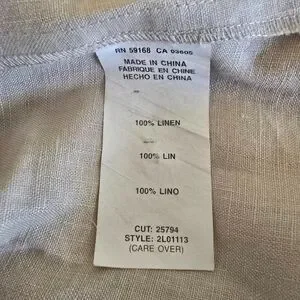 RN 59168 CA 03605
MADE IN CHINA
FABRIQUE EN CHINE
HECHO EN CHINA
100% LINEN
100% LIN
100% LINO
CUT: 25794
STYLE: 2L01113
(CARE OVER)